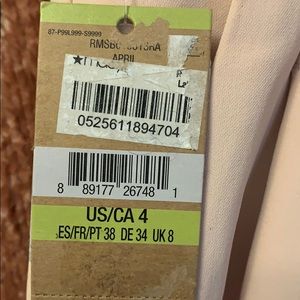 87-P99L999-S9999
APRIL
0525611894704
8 89177 26748 1
US/CA 4
ES/FR/PT 38 DE 34 UK 8